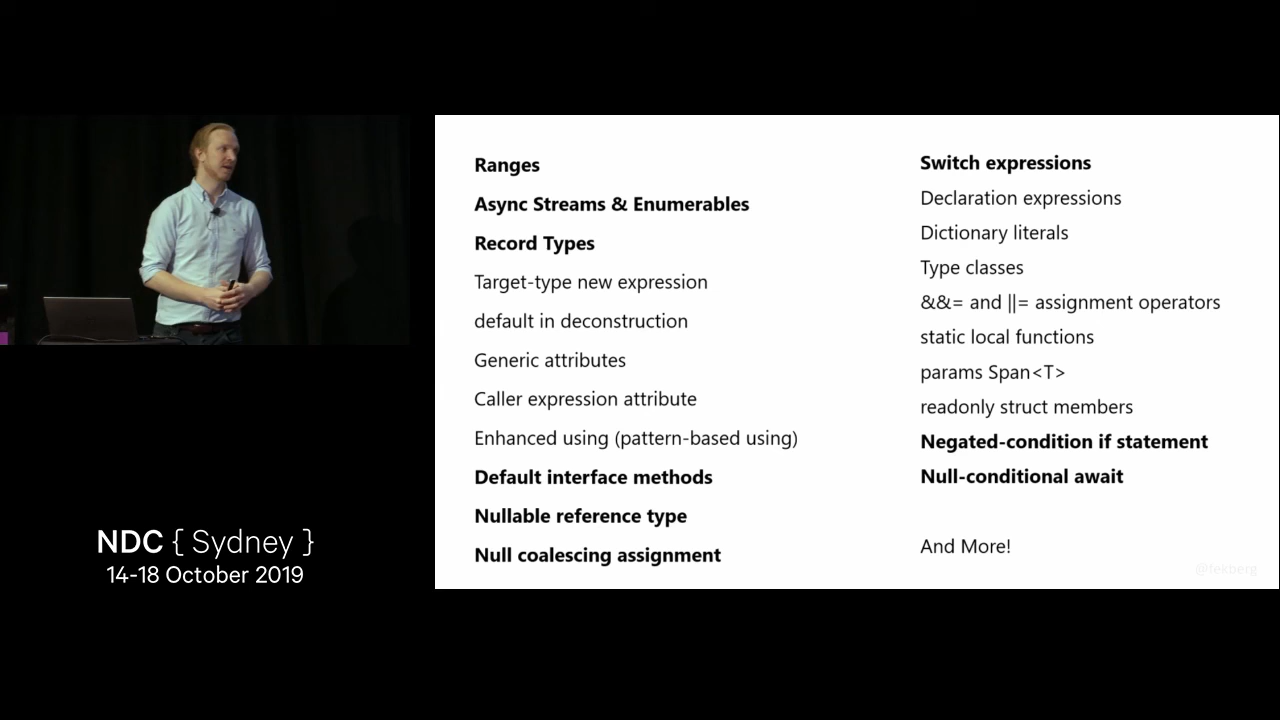 Ranges
Async Streams & Enumerables
Record Types
Target-type new expression
default in deconstruction
Generic attributes
Caller expression attribute
Enhanced using (pattern-based using)
Default interface methods
Nullable reference type
Null coalescing assignment
Switch expressions
Declaration expressions
Dictionary literals
Type classes
&&= and ||= assignment operators
static local functions
params Span<T>
readonly struct members
Negated-condition if statement
Null-conditional await
And More!
@fekberg
NDC { Sydney }
14-18 October 2019